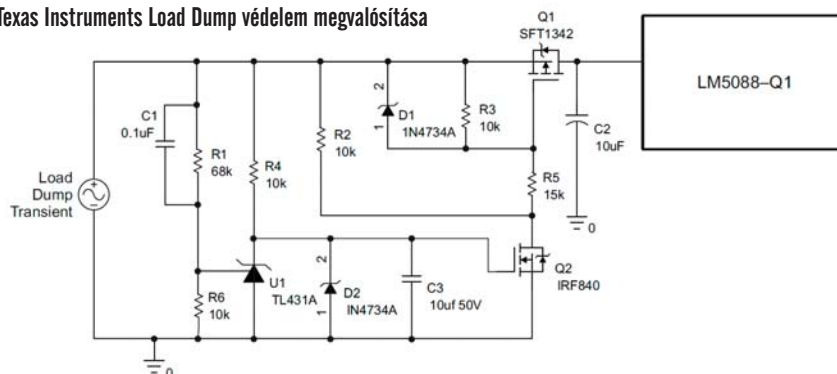 Texas Instruments Load Dump védelem megvalósítása
Q1
SFT1342
LM5088–Q1
C1
0.1uF
R1
68k
R4
10k
R2
10k
2
1
D1
1N4734A
R3
10k
C2
10uF
R5
15k
0
Load
Dump
Transient
R6
10k
U1
TL431A
2
1
D2
IN4734A
C3
10uf 50V
Q2
IRF840
0